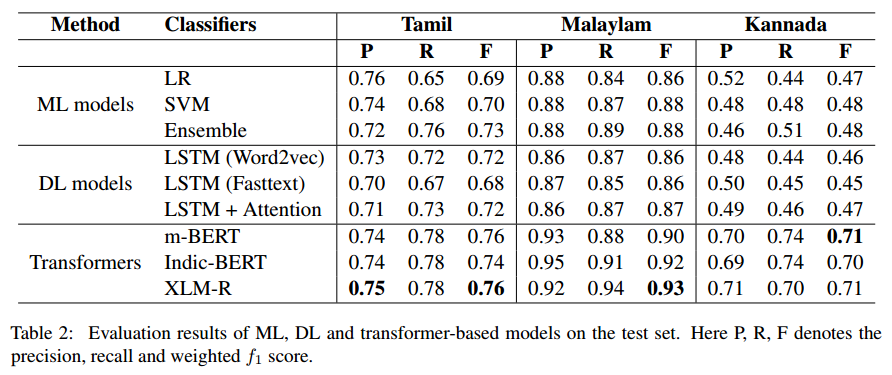 Method Classifiers Tamil Malaylam Kannada
P R F P R F P R F
LR 0.76 0.65 0.69 0.88 0.84 0.86 0.52 0.44 0.47
ML models SVM 0.74 0.68 0.70 0.88 0.87 0.88 0.48 0.48 0.48
Ensemble 0.72 0.76 0.73 0.88 0.89 0.88 0.46 0.51 0.48
LSTM (Word2vec) 0.73 0.72 0.72 0.86 0.87 0.86 0.48 0.44 0.46
DL models LSTM (Fasttext) 0.70 0.67 0.68 0.87 0.85 0.86 0.50 0.45 0.45
LSTM + Attention 0.71 0.73 0.72 0.86 0.87 0.87 0.49 0.46 0.47
m-BERT 0.74 0.78 0.76 0.93 0.88 0.90 0.70 0.74 0.71
Transformers Indic-BERT 0.74 0.78 0.74 0.95 0.91 0.92 0.69 0.74 0.70
XLM-R 0.75 0.78 0.76 0.92 0.94 0.93 0.71 0.70 0.71
Table 2: Evaluation results of ML, DL and transformer-based models on the test set. Here P, R, F denotes the
precision, recall and weighted f₁ score.